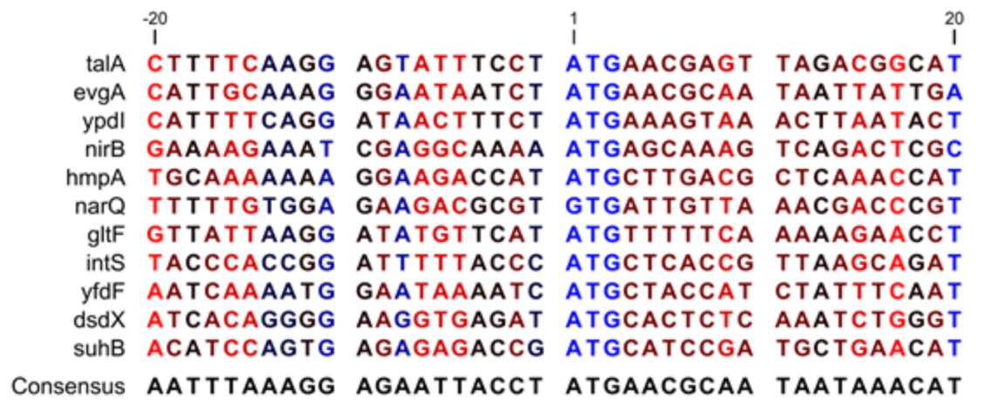 -20 1 20
talA CTTTTCAAGG AGTATTTCCT ATGAACGAGT TAGACGGCAT
evgA CATTGCAAAG GGAATAATCT ATGAACGCAA TAATTATTGA
ypdI CATTTTCAGG ATAACTTTCT ATGAAAGTAA ACTTAATACT
nirB GAAAAGAAAT CGAGGCAAAA ATGAGCAAAG TCAGACTCGC
hmpA TGCAAAAAAA GGAAGACCAT ATGCTTGACG CTCAAACCAT
narQ TTTTTGTGGA GAAGACGCGT GTGATTGTTA AACGACCCGT
gltF GTTATTAAGG ATATGTTCAT ATGTTTTTCA AAAAGAACCT
intS TACCCACCGG ATTTTTACCC ATGCTCACCG TTAAGCAGAT
yfdF AATCAAAATG GAATAAAATC ATGCTACCAT CTATTTCAAT
dsdX ATCACAGGGG AAGGTGAGAT ATGCACTCTC AAATCTGGGT
suhB ACATCCAGTG AGAGAGACCG ATGCATCCGA TGCTGAACAT
Consensus AATTTAAAGG AGAATTACCT ATGAACGCAA TAATAAACAT